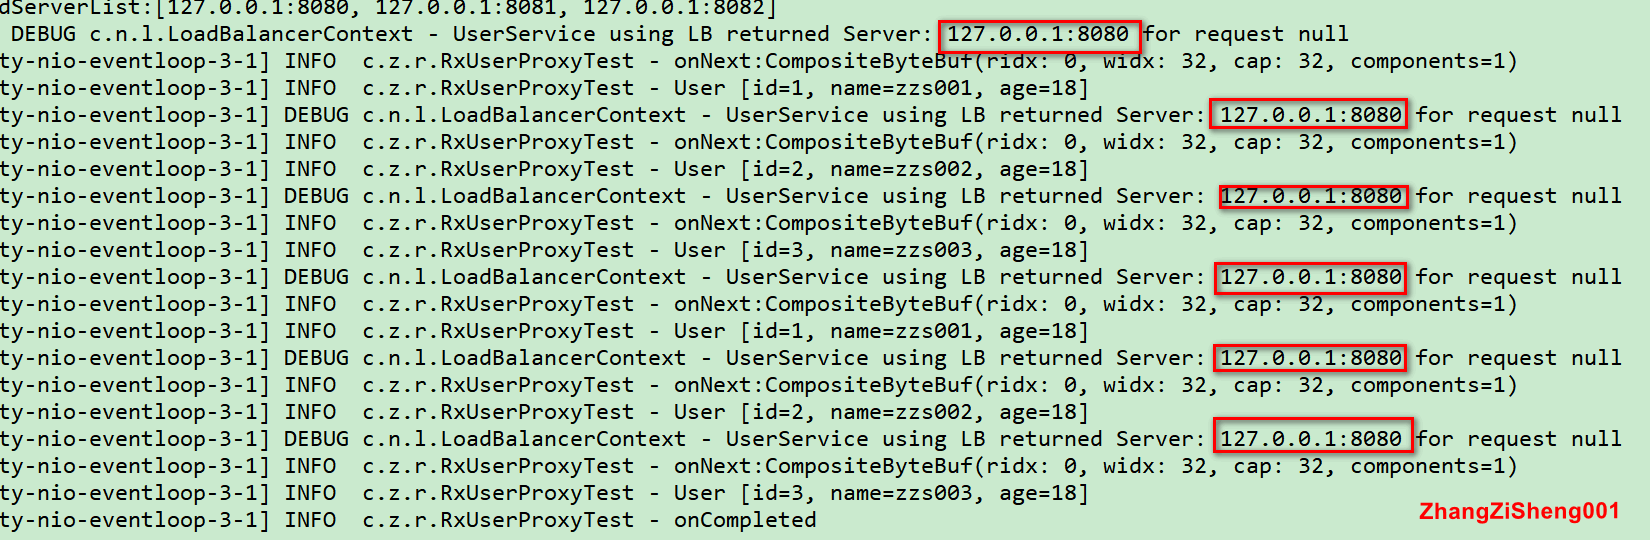 dServerList:[127.0.0.1:8080, 127.0.0.1:8081, 127.0.0.1:8082]
DEBUG c.n.l.LoadBalancerContext - UserService using LB returned Server: 127.0.0.1:8080 for request null
ty-nio-eventloop-3-1] INFO  c.z.r.RxUserProxyTest - onNext:CompositeByteBuf(ridx: 0, widx: 32, cap: 32, components=1)
ty-nio-eventloop-3-1] INFO  c.z.r.RxUserProxyTest - User [id=1, name=zzs001, age=18]
ty-nio-eventloop-3-1] DEBUG c.n.l.LoadBalancerContext - UserService using LB returned Server: 127.0.0.1:8080 for request null
ty-nio-eventloop-3-1] INFO  c.z.r.RxUserProxyTest - onNext:CompositeByteBuf(ridx: 0, widx: 32, cap: 32, components=1)
ty-nio-eventloop-3-1] INFO  c.z.r.RxUserProxyTest - User [id=2, name=zzs002, age=18]
ty-nio-eventloop-3-1] DEBUG c.n.l.LoadBalancerContext - UserService using LB returned Server: 127.0.0.1:8080 for request null
ty-nio-eventloop-3-1] INFO  c.z.r.RxUserProxyTest - onNext:CompositeByteBuf(ridx: 0, widx: 32, cap: 32, components=1)
ty-nio-eventloop-3-1] INFO  c.z.r.RxUserProxyTest - User [id=3, name=zzs003, age=18]
ty-nio-eventloop-3-1] DEBUG c.n.l.LoadBalancerContext - UserService using LB returned Server: 127.0.0.1:8080 for request null
ty-nio-eventloop-3-1] INFO  c.z.r.RxUserProxyTest - onNext:CompositeByteBuf(ridx: 0, widx: 32, cap: 32, components=1)
ty-nio-eventloop-3-1] INFO  c.z.r.RxUserProxyTest - User [id=1, name=zzs001, age=18]
ty-nio-eventloop-3-1] DEBUG c.n.l.LoadBalancerContext - UserService using LB returned Server: 127.0.0.1:8080 for request null
ty-nio-eventloop-3-1] INFO  c.z.r.RxUserProxyTest - onNext:CompositeByteBuf(ridx: 0, widx: 32, cap: 32, components=1)
ty-nio-eventloop-3-1] INFO  c.z.r.RxUserProxyTest - User [id=2, name=zzs002, age=18]
ty-nio-eventloop-3-1] DEBUG c.n.l.LoadBalancerContext - UserService using LB returned Server: 127.0.0.1:8080 for request null
ty-nio-eventloop-3-1] INFO  c.z.r.RxUserProxyTest - onNext:CompositeByteBuf(ridx: 0, widx: 32, cap: 32, components=1)
ty-nio-eventloop-3-1] INFO  c.z.r.RxUserProxyTest - User [id=3, name=zzs003, age=18]
ty-nio-eventloop-3-1] INFO  c.z.r.RxUserProxyTest - onCompleted
ZhangZiSheng001